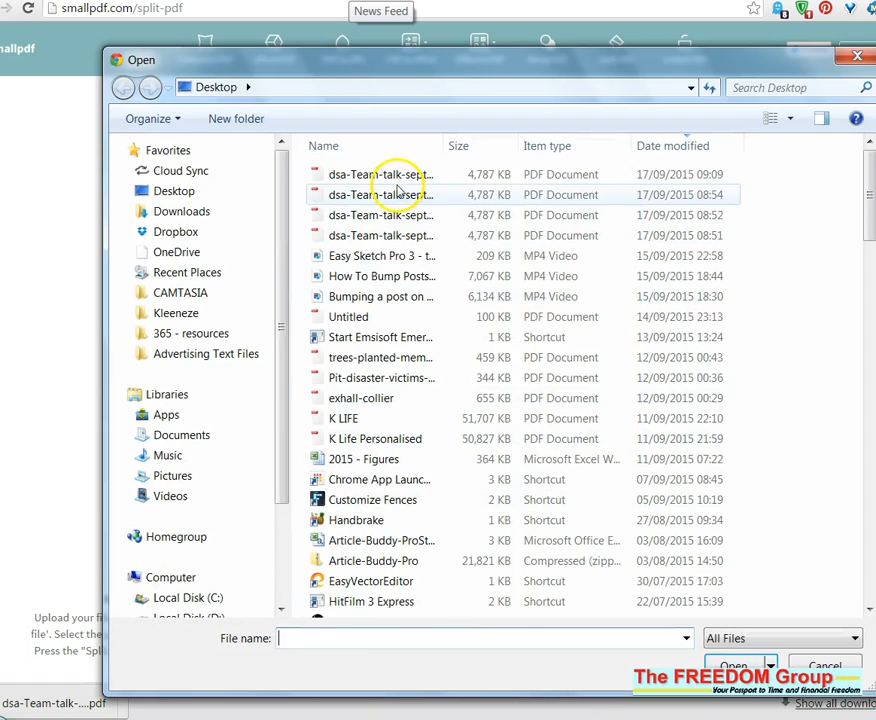 smallpdf.com/split-pdf
News Feed
mallpdf
Open
Desktop
Search Desktop
Organize
New folder
Name Size Item type Date modified
Favorites
Cloud Sync
Desktop
Downloads
Dropbox
OneDrive
Recent Places
CAMTASIA
Kleeneze
365 - resources
Advertising Text Files
Libraries
Apps
Documents
Music
Pictures
Videos
Homegroup
Computer
Local Disk (C:)
Local Disk (D:)
dsa-Team-talk-sept... 4,787 KB PDF Document 17/09/2015 09:09
dsa-Team-talk-sept... 4,787 KB PDF Document 17/09/2015 08:54
dsa-Team-talk-sept... 4,787 KB PDF Document 17/09/2015 08:52
dsa-Team-talk-sept... 4,787 KB PDF Document 17/09/2015 08:51
Easy Sketch Pro 3 - t... 209 KB MP4 Video 15/09/2015 22:58
How To Bump Posts... 7,067 KB MP4 Video 15/09/2015 18:44
Bumping a post on ... 6,134 KB MP4 Video 15/09/2015 18:30
Untitled 100 KB PDF Document 14/09/2015 23:13
Start Emsisoft Emer... 1 KB Shortcut 13/09/2015 13:24
trees-planted-mem... 459 KB PDF Document 12/09/2015 00:43
Pit-disaster-victims-... 344 KB PDF Document 12/09/2015 00:36
exhall-collier 655 KB PDF Document 12/09/2015 00:29
K LIFE 51,707 KB PDF Document 11/09/2015 22:10
K Life Personalised 50,827 KB PDF Document 11/09/2015 21:59
2015 - Figures 364 KB Microsoft Excel W... 11/09/2015 07:22
Chrome App Launc... 3 KB Shortcut 07/09/2015 08:45
Customize Fences 2 KB Shortcut 05/09/2015 10:19
Handbrake 1 KB Shortcut 27/08/2015 09:34
Article-Buddy-ProSt... 3 KB Microsoft Office E... 03/08/2015 16:09
Article-Buddy-Pro 21,821 KB Compressed (zipp... 03/08/2015 14:50
EasyVectorEditor 1 KB Shortcut 30/07/2015 17:03
HitFilm 3 Express 2 KB Shortcut 22/07/2015 15:39
Upload your fi
file'. Select the
Press the "Spl
File name:
All Files
Open
Cancel
The FREEDOM Group
Your Passport to Time and Financial Freedom
dsa-Team-talk-....pdf
Show all downlo